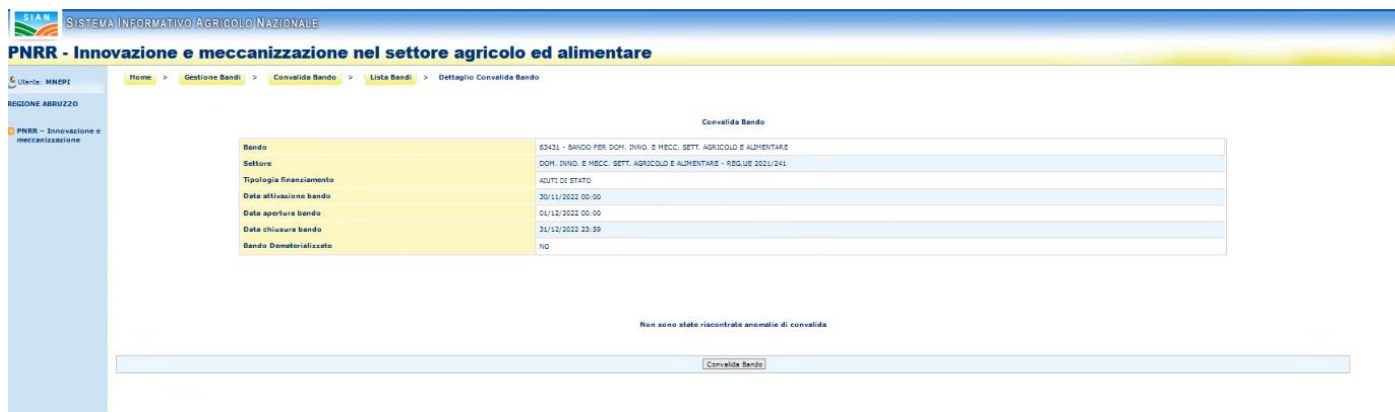 SIAN
SISTEMA INFORMATIVO AGRICOLO NAZIONALE
PNRR - Innovazione e meccanizzazione nel settore agricolo ed alimentare
Utente: MNEPI
Home > Gestione Bandi > Convalida Bando > Lista Bandi > Dettaglio Convalida Bando
REGIONE ABRUZZO
PNRR – Innovazione e
meccanizzazione
Convalida Bando
Bando 63431 - BANDO PER DOM. INNO. E MECC. SETT. AGRICOLO E ALIMENTARE
Settore DOM. INNO. E MECC. SETT. AGRICOLO E ALIMENTARE - REG.UE 2021/241
Tipologia finanziamento AIUTI DI STATO
Data attivazione bando 30/11/2022 00:00
Data apertura bando 01/12/2022 00:00
Data chiusura bando 31/12/2022 23:59
Bando Dematerializzato NO
Non sono state riscontrate anomalie di convalida
Convalida Bando